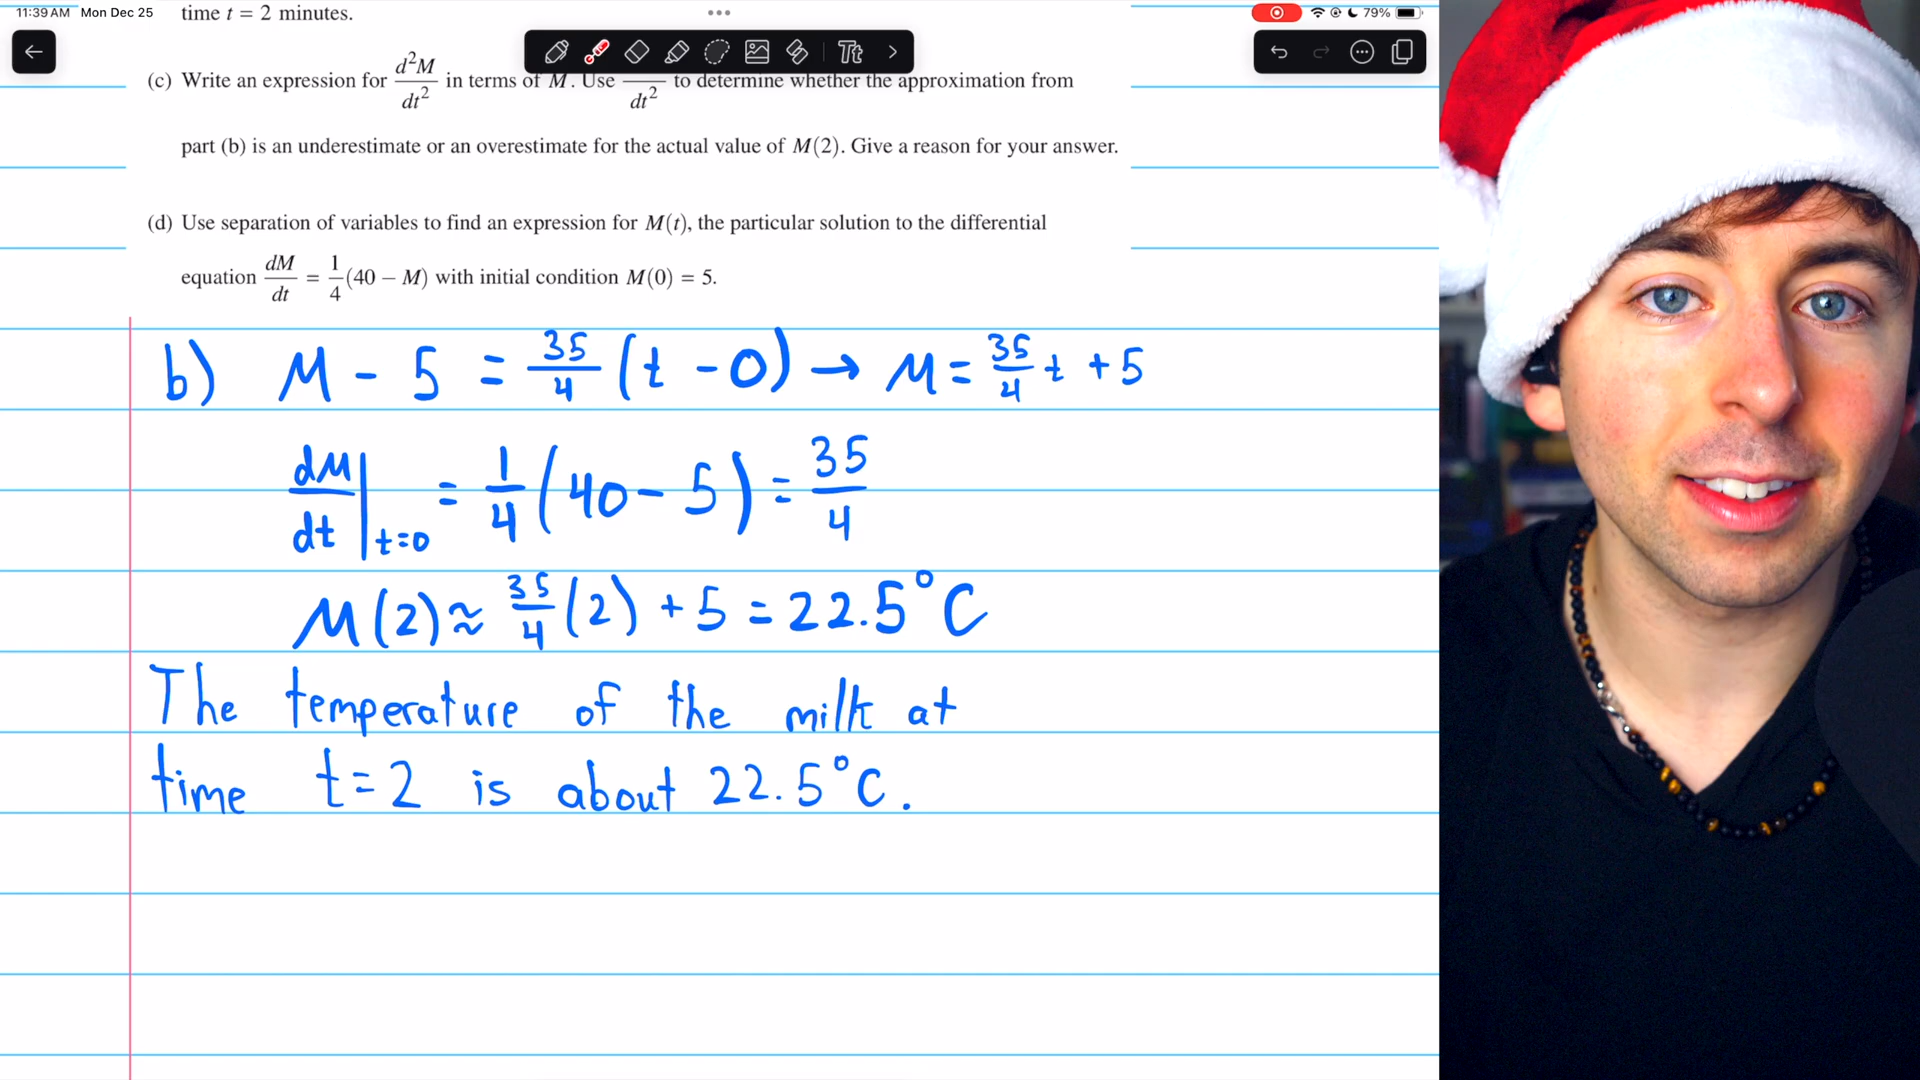 11:39 AM Mon Dec 25
79%
time t = 2 minutes.
Tt
(c) Write an expression for d²M/dt² in terms of M. Use dt² to determine whether the approximation from
part (b) is an underestimate or an overestimate for the actual value of M(2). Give a reason for your answer.
(d) Use separation of variables to find an expression for M(t), the particular solution to the differential
equation dM/dt = 1/4(40 − M) with initial condition M(0) = 5.
b) M - 5 = 35/4 (t - 0) → M = 35/4 t + 5
dM/dt | t=0 = 1/4 (40 - 5) = 35/4
M(2) ≈ 35/4 (2) + 5 = 22.5°C
The temperature of the milk at
time t = 2 is about 22.5°C.